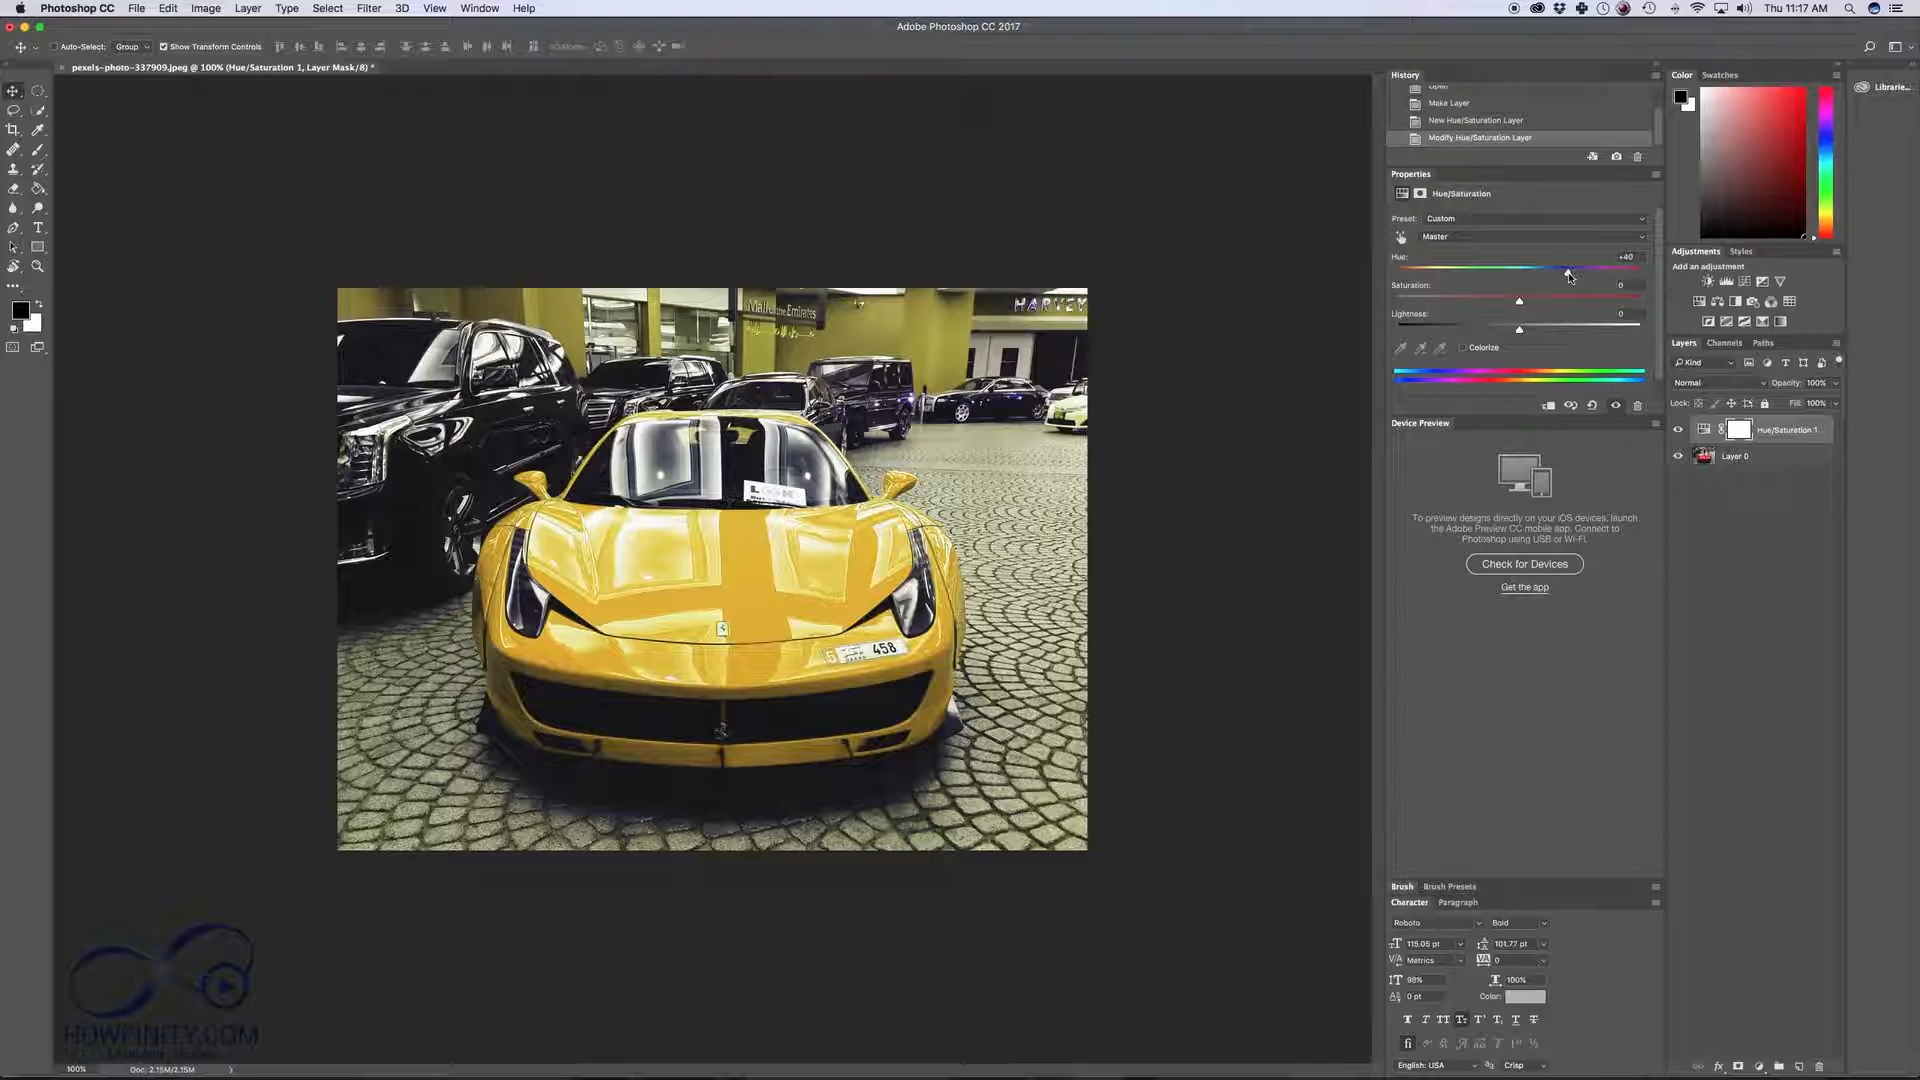 Photoshop CC File Edit Image Layer Type Select Filter 3D View Window Help Thu 11:17 AM
Adobe Photoshop CC 2017
Auto-Select: Group Show Transform Controls
pexels-photo-337909.jpeg @ 100% (Hue/Saturation 1, Layer Mask/8) *
History
Open
Make Layer
New Hue/Saturation Layer
Modify Hue/Saturation Layer
Properties
Hue/Saturation
Preset: Custom
Master
Hue: +40
Saturation: 0
Lightness: 0
Colorize
Device Preview
To preview designs directly on your iOS devices, launch
the Adobe Preview CC mobile app. Connect to
Photoshop using USB or Wi-Fi.
Check for Devices
Get the app
Brush Brush Presets
Character Paragraph
Roboto Bold
115.05 pt 101.77 pt
Metrics 0
98% 100%
0 pt Color:
English: USA Crisp
Color Swatches
Librarie...
Adjustments Styles
Add an adjustment
Layers Channels Paths
Kind
Normal Opacity: 100%
Lock: Fill: 100%
Hue/Saturation 1
Layer 0
Mall of the Emirates
HARVEY
458
HOWFINITY.COM
100% Doc: 2.15M/2.15M